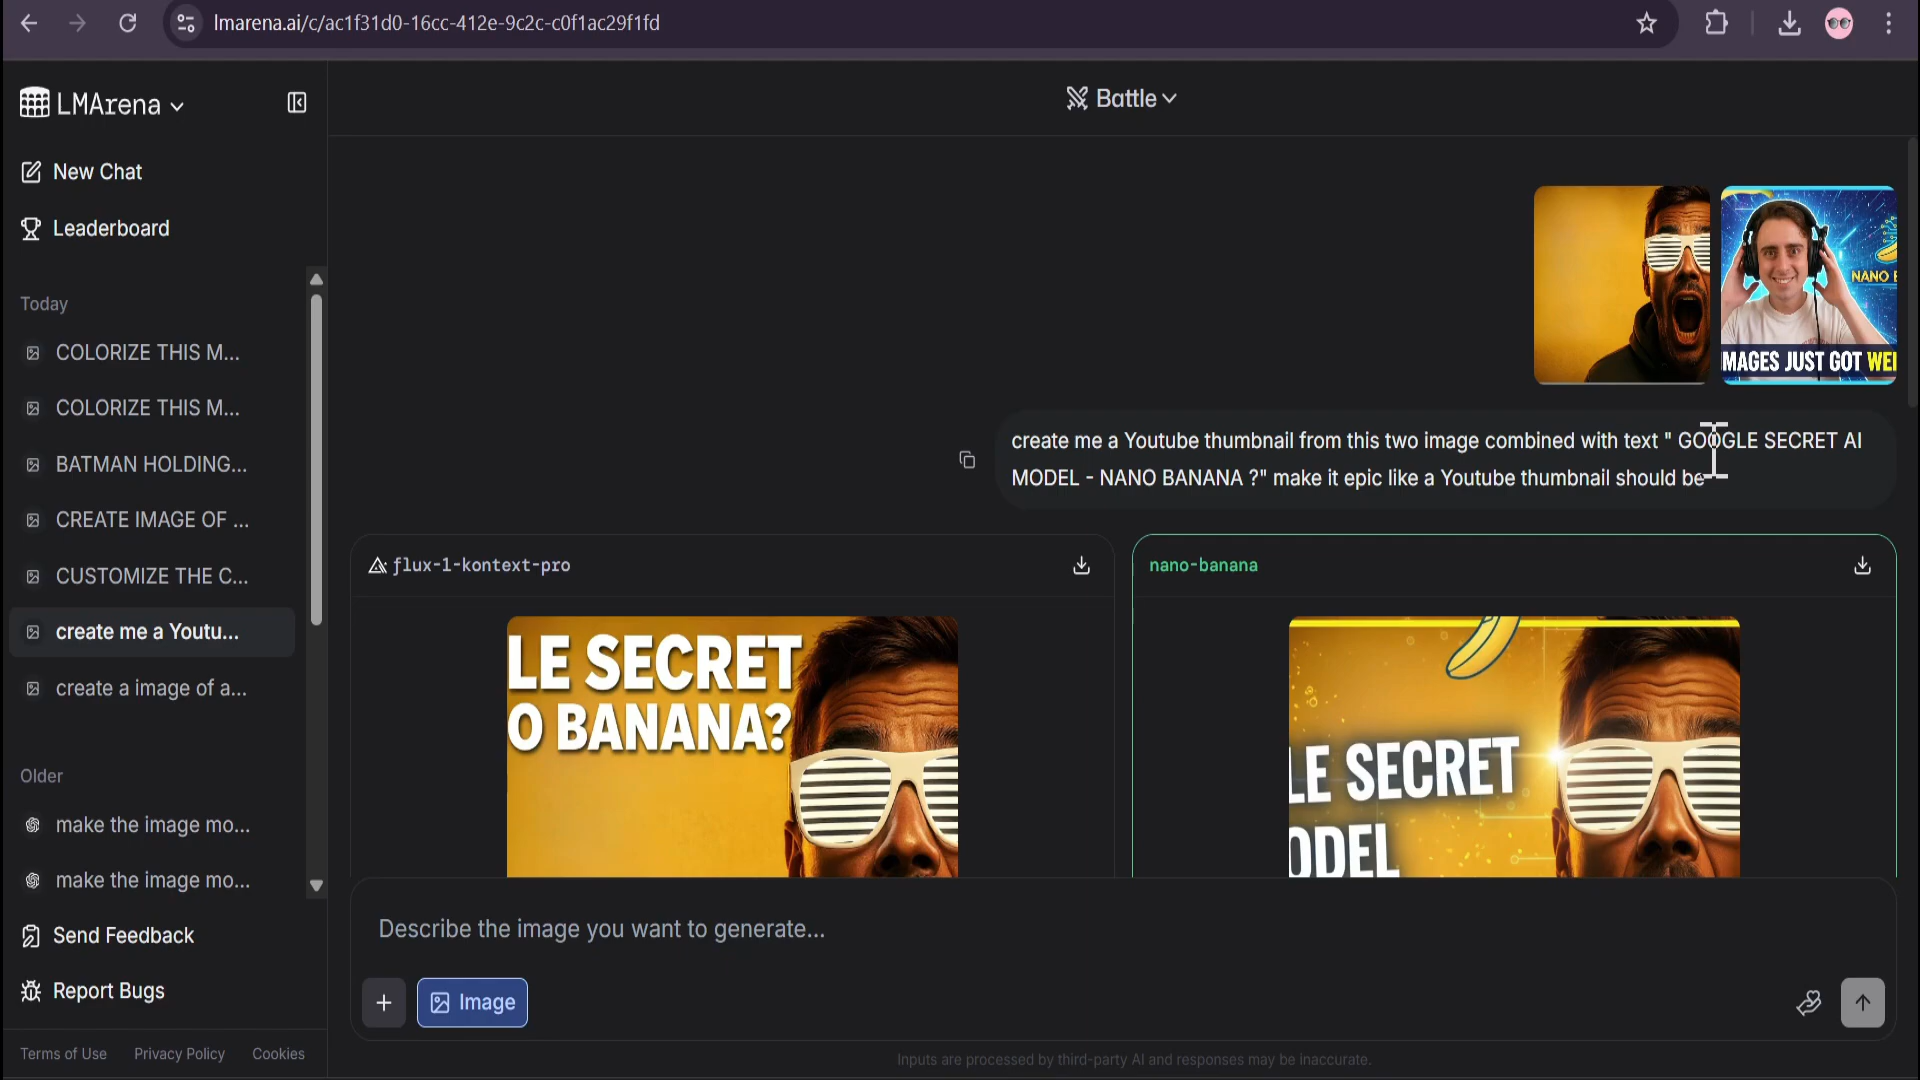 lmarena.ai/c/ac1f31d0-16cc-412e-9c2c-c0f1ac29f1fd
LMArena
Battle
New Chat
Leaderboard
Today
COLORIZE THIS M...
COLORIZE THIS M...
BATMAN HOLDING...
CREATE IMAGE OF ...
CUSTOMIZE THE C...
create me a Youtu...
create a image of a...
Older
make the image mo...
make the image mo...
Send Feedback
Report Bugs
Terms of Use Privacy Policy Cookies
NANO B
MAGES JUST GOT WEI
create me a Youtube thumbnail from this two image combined with text " GOOGLE SECRET AI
MODEL - NANO BANANA ?" make it epic like a Youtube thumbnail should be
flux-1-kontext-pro
LE SECRET
O BANANA?
nano-banana
LE SECRET
ODEL
Describe the image you want to generate...
Image
Inputs are processed by third-party AI and responses may be inaccurate.